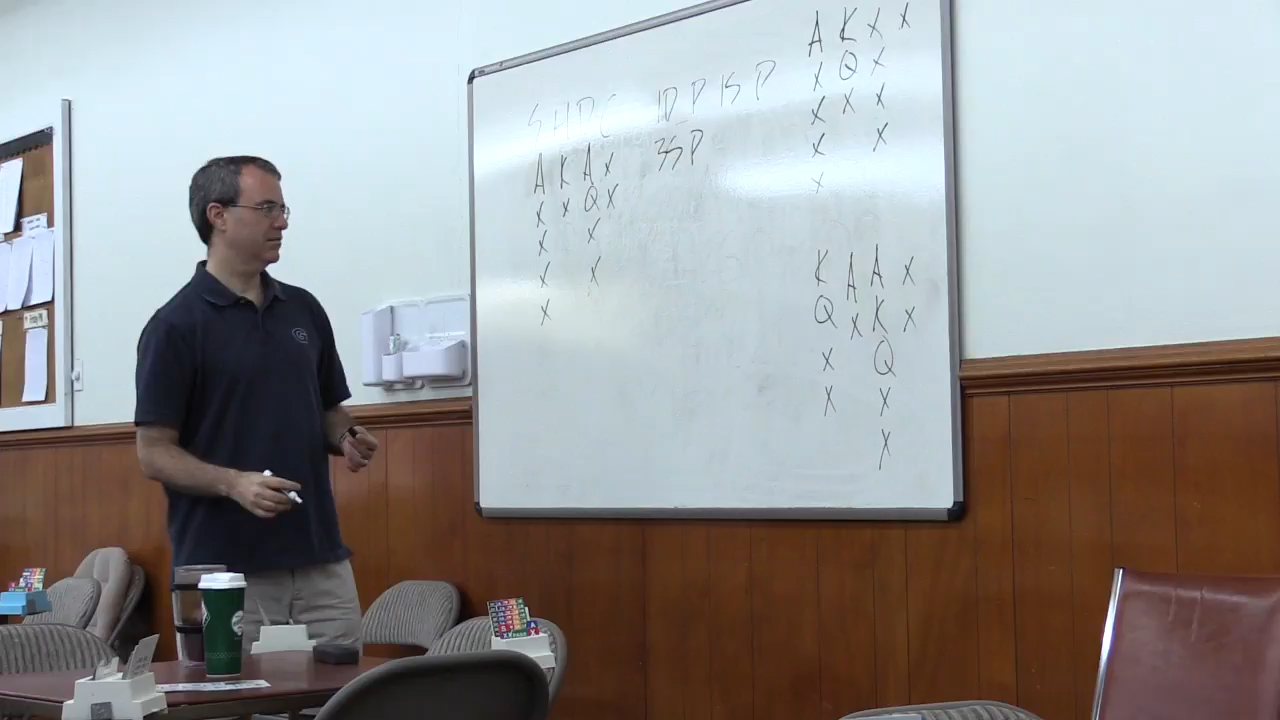 S H D C 1D P 1S P
A K A X 3S P
X X Q X
X X
X X
X
A K X X
X Q X
X X X
X X
X
K A A X
Q X K X
X Q
X X
X